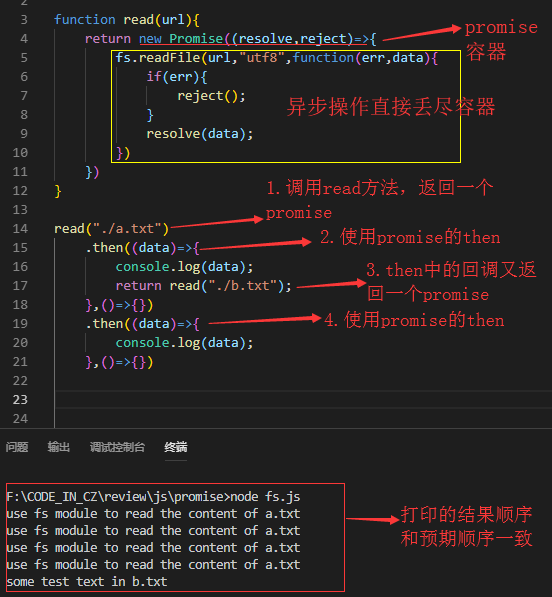 2
3 function read(url){
4 return new Promise((resolve,reject)=>{
promise
容器
5 fs.readFile(url,"utf8",function(err,data){
6 if(err){
7 reject();
异步操作直接丢尽容器
8 }
9 resolve(data);
10 })
11 })
12 }
1.调用read方法，返回一个
promise
13
14 read("./a.txt")
15 .then((data)=>{
2.使用promise的then
16 console.log(data);
17 return read("./b.txt");
3.then中的回调又返
回一个promise
18 },()=>{})
19 .then((data)=>{
4.使用promise的then
20 console.log(data);
21 },()=>{})
22
23
24
问题 输出 调试控制台 终端
F:\CODE_IN_CZ\review\js\promise>node fs.js
use fs module to read the content of a.txt
use fs module to read the content of a.txt
use fs module to read the content of a.txt
use fs module to read the content of a.txt
some test text in b.txt
打印的结果顺序
和预期顺序一致